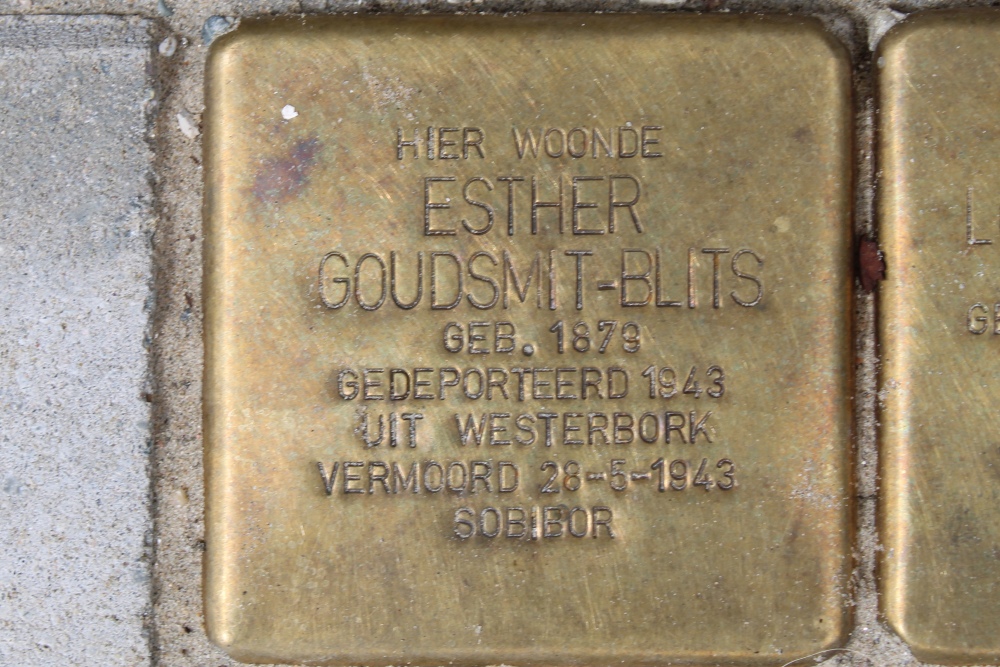 HIER WOONDE
ESTHER
GOUDSMIT-BLITS
GEB. 1879
GEDEPORTEERD 1943
UIT WESTERBORK
VERMOORD 28-5-1943
SOBIBOR